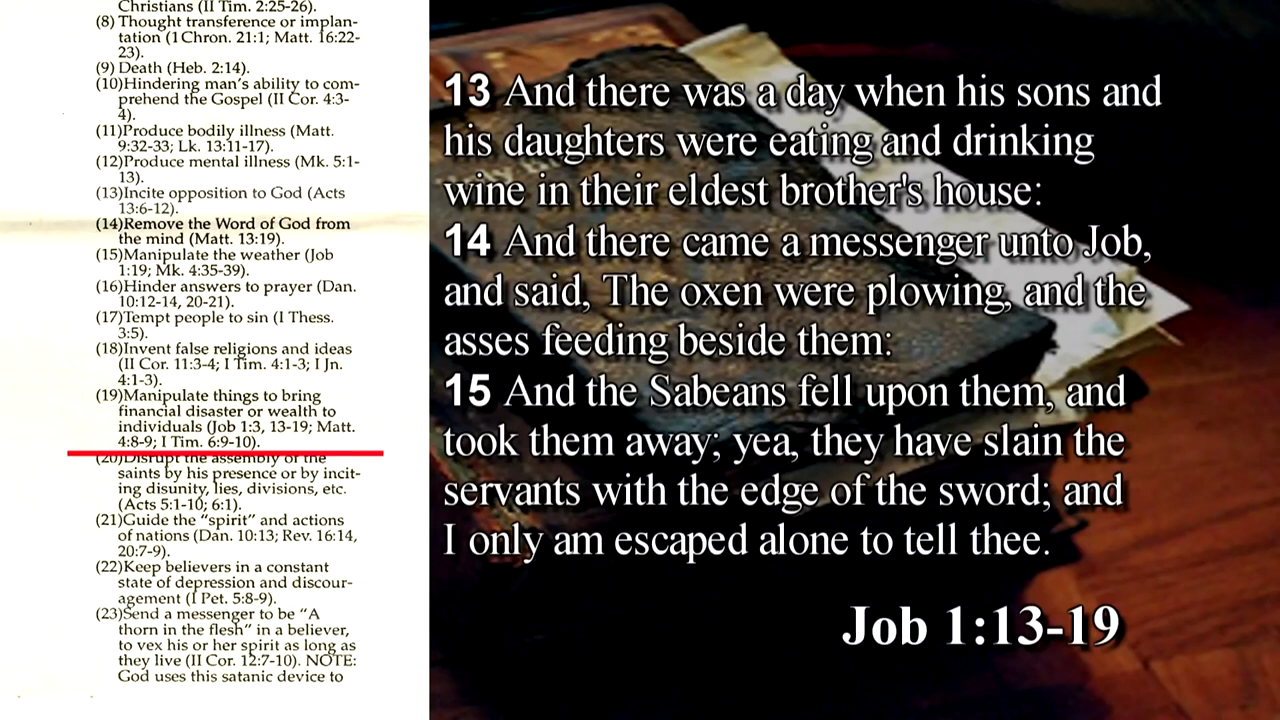 Christians (II Tim. 2:25-26).
(8) Thought transference or implan-
tation (1 Chron. 21:1; Matt. 16:22-
23).
(9) Death (Heb. 2:14).
(10)Hindering man's ability to com-
prehend the Gospel (II Cor. 4:3-
4).
(11)Produce bodily illness (Matt.
9:32-33; Lk. 13:11-17).
(12)Produce mental illness (Mk. 5:1-
13).
(13)Incite opposition to God (Acts
13:6-12).
(14)Remove the Word of God from
the mind (Matt. 13:19).
(15)Manipulate the weather (Job
1:19; Mk. 4:35-39).
(16)Hinder answers to prayer (Dan.
10:12-14, 20-21).
(17)Tempt people to sin (I Thess.
3:5).
(18)Invent false religions and ideas
(II Cor. 11:3-4; I Tim. 4:1-3; I Jn.
4:1-3).
(19)Manipulate things to bring
financial disaster or wealth to
individuals (Job 1:3, 13-19; Matt.
4:8-9; I Tim. 6:9-10).
(20)Disrupt the assembly of the
saints by his presence or by incit-
ing disunity, lies, divisions, etc.
(Acts 5:1-10; 6:1).
(21)Guide the "spirit" and actions
of nations (Dan. 10:13; Rev. 16:14,
20:7-9).
(22)Keep believers in a constant
state of depression and discour-
agement (I Pet. 5:8-9).
(23)Send a messenger to be "A
thorn in the flesh" in a believer,
to vex his or her spirit as long as
they live (II Cor. 12:7-10). NOTE:
God uses this satanic device to
13 And there was a day when his sons and
his daughters were eating and drinking
wine in their eldest brother's house:
14 And there came a messenger unto Job,
and said, The oxen were plowing, and the
asses feeding beside them:
15 And the Sabeans fell upon them, and
took them away; yea, they have slain the
servants with the edge of the sword; and
I only am escaped alone to tell thee.
Job 1:13-19